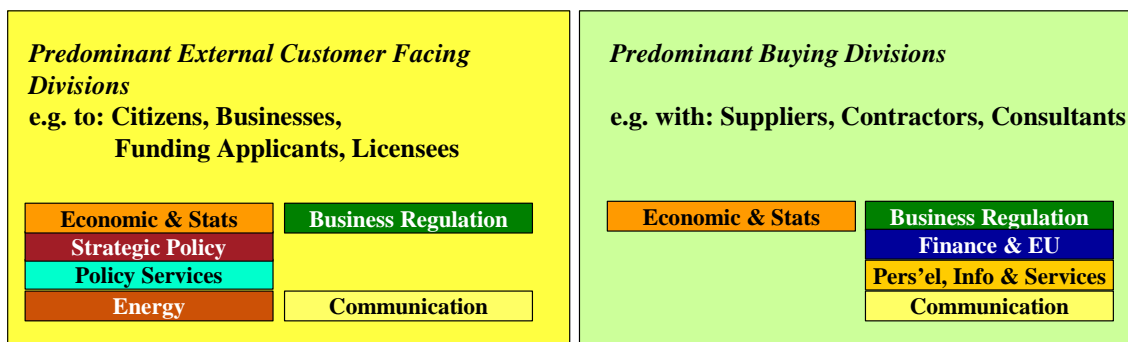 Predominant External Customer Facing
Divisions
e.g. to: Citizens, Businesses,
Funding Applicants, Licensees
Economic & Stats
Business Regulation
Strategic Policy
Policy Services
Energy
Communication
Predominant Buying Divisions
e.g. with: Suppliers, Contractors, Consultants
Economic & Stats
Business Regulation
Finance & EU
Pers’el, Info & Services
Communication